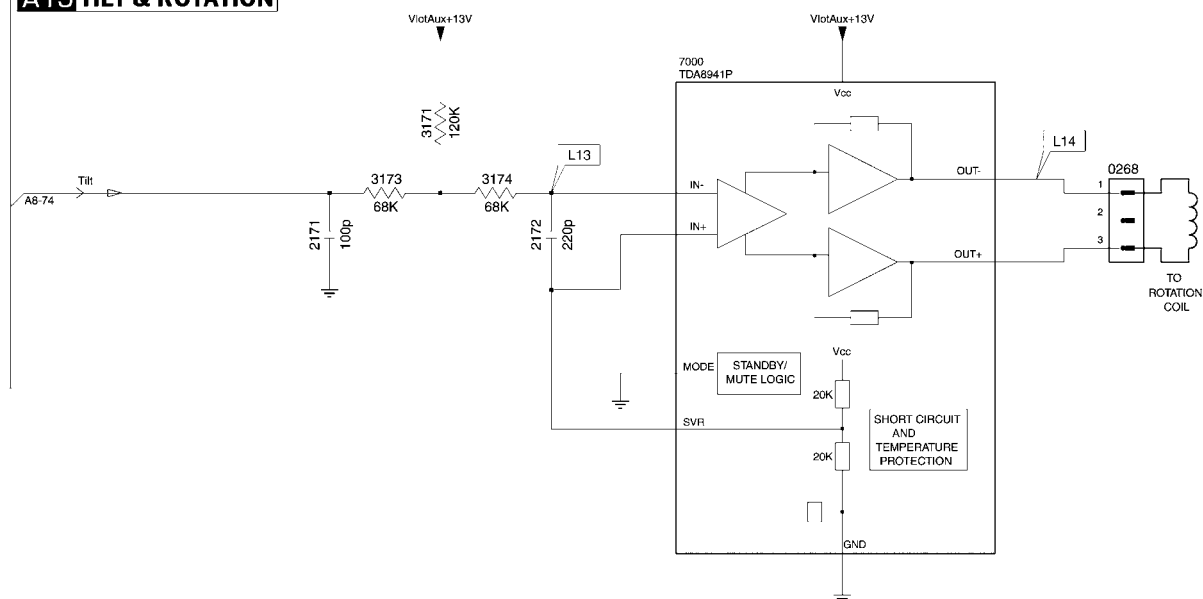 TILT & ROTATION
VlotAux+13V
VlotAux+13V
7000
TDA8941P
Vcc
3171
120K
L13
L14
0268
Tilt
A8-74
3173
68K
3174
68K
IN-
OUT-
1
2171
100p
2172
220p
IN+
2
OUT+
3
TO
ROTATION
COIL
MODE
STANDBY/
MUTE LOGIC
Vcc
20K
SVR
SHORT CIRCUIT
AND
TEMPERATURE
PROTECTION
20K
GND